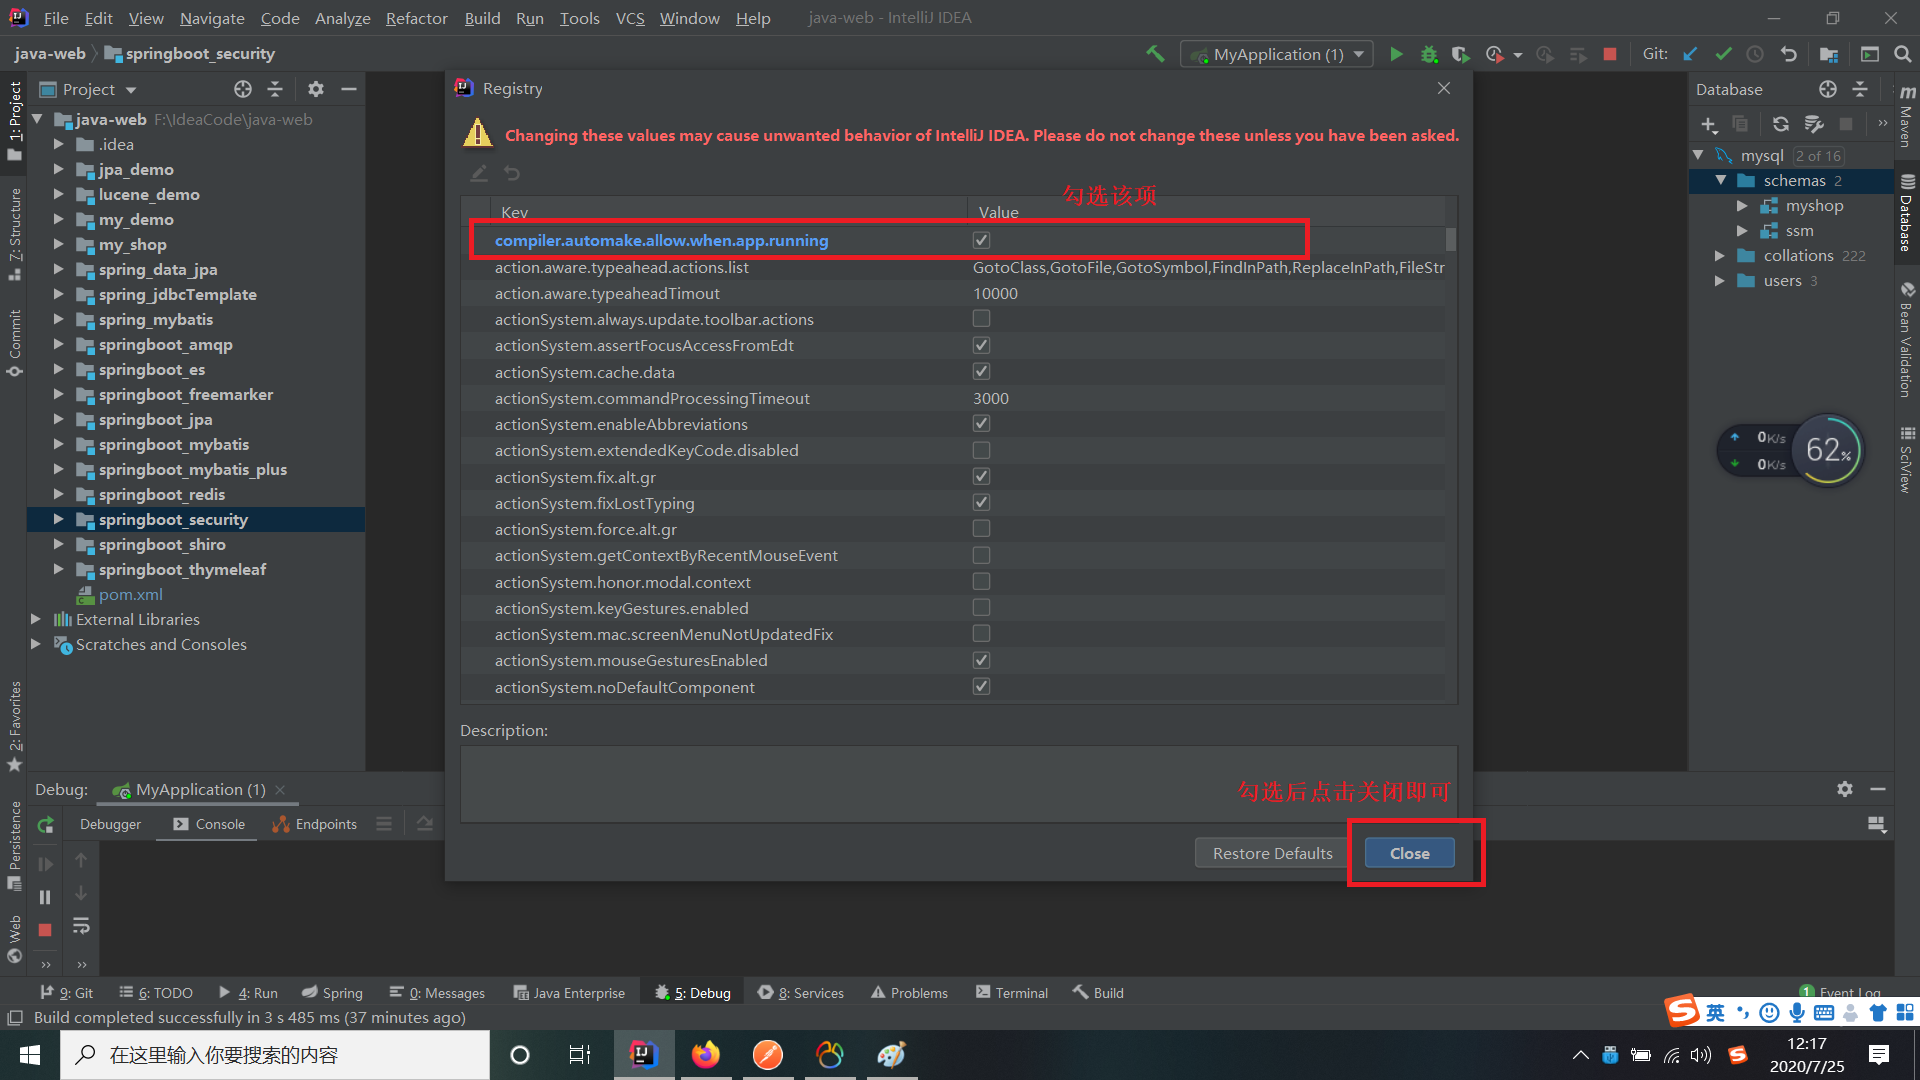 File Edit View Navigate Code Analyze Refactor Build Run Tools VCS Window Help java-web - IntelliJ IDEA
java-web springboot_security MyApplication (1) Git:
Project
java-web F:\IdeaCode\java-web
.idea
jpa_demo
lucene_demo
my_demo
my_shop
spring_data_jpa
spring_jdbcTemplate
spring_mybatis
springboot_amqp
springboot_es
springboot_freemarker
springboot_jpa
springboot_mybatis
springboot_mybatis_plus
springboot_redis
springboot_security
springboot_shiro
springboot_thymeleaf
pom.xml
External Libraries
Scratches and Consoles
1: Project
7: Structure
Commit
2: Favorites
Persistence
Web
Registry
Changing these values may cause unwanted behavior of IntelliJ IDEA. Please do not change these unless you have been asked.
勾选该项
Key Value
compiler.automake.allow.when.app.running
action.aware.typeahead.actions.list GotoClass,GotoFile,GotoSymbol,FindInPath,ReplaceInPath,FileStr
action.aware.typeaheadTimout 10000
actionSystem.always.update.toolbar.actions
actionSystem.assertFocusAccessFromEdt
actionSystem.cache.data
actionSystem.commandProcessingTimeout 3000
actionSystem.enableAbbreviations
actionSystem.extendedKeyCode.disabled
actionSystem.fix.alt.gr
actionSystem.fixLostTyping
actionSystem.force.alt.gr
actionSystem.getContextByRecentMouseEvent
actionSystem.honor.modal.context
actionSystem.keyGestures.enabled
actionSystem.mac.screenMenuNotUpdatedFix
actionSystem.mouseGesturesEnabled
actionSystem.noDefaultComponent
Description:
勾选后点击关闭即可
Restore Defaults Close
Database
mysql 2 of 16
schemas 2
myshop
ssm
collations 222
users 3
0K/s
0K/s
62%
Maven
Database
Bean Validation
SciView
Debug: MyApplication (1)
Debugger Console Endpoints
9: Git 6: TODO 4: Run Spring 0: Messages Java Enterprise 5: Debug 8: Services Problems Terminal Build 1 Event Log
Build completed successfully in 3 s 485 ms (37 minutes ago)
英
在这里输入你要搜索的内容
12:17
2020/7/25